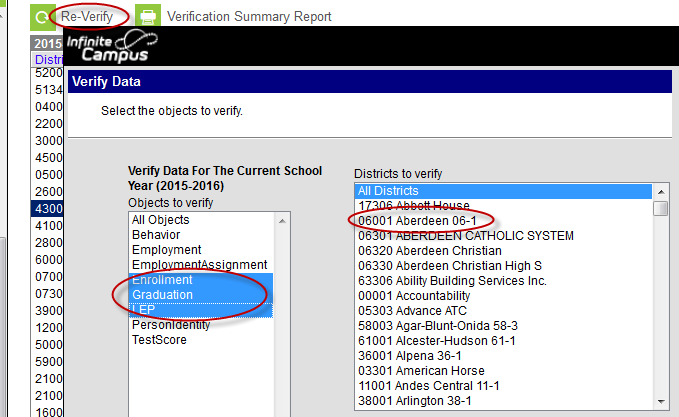 Re-Verify Verification Summary Report
2015
Distri
Infinite
Campus
Verify Data
Select the objects to verify.
Verify Data For The Current School
Year (2015-2016)
Objects to verify
All Objects
Behavior
Employment
EmploymentAssignment
Enrollment
Graduation
LEP
PersonIdentity
TestScore
Districts to verify
All Districts
17306 Abbott House
06001 Aberdeen 06-1
06301 ABERDEEN CATHOLIC SYSTEM
06320 Aberdeen Christian
06330 Aberdeen Christian High S
63306 Ability Building Services Inc.
00001 Accountability
05303 Advance ATC
58003 Agar-Blunt-Onida 58-3
61001 Alcester-Hudson 61-1
36001 Alpena 36-1
03301 American Horse
11001 Andes Central 11-1
38001 Arlington 38-1
5200
5134
0400
2200
3000
4500
0500
2600
4300
4100
2800
6000
0700
0730
3900
1200
5000
5900
2100
2100
1600